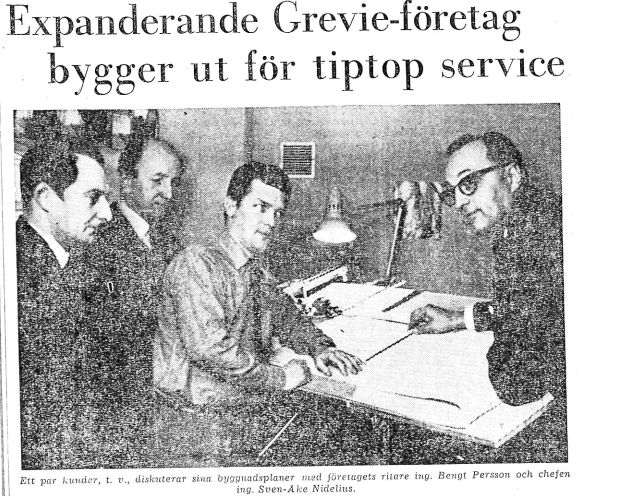 Expanderande Grevie-företag
bygger ut för tiptop service
Ett par kunder, t. v., diskuterar sina byggnadsplaner med företagets ritare ing. Bengt Persson och chefen
ing. Sven-Åke Nidelius.